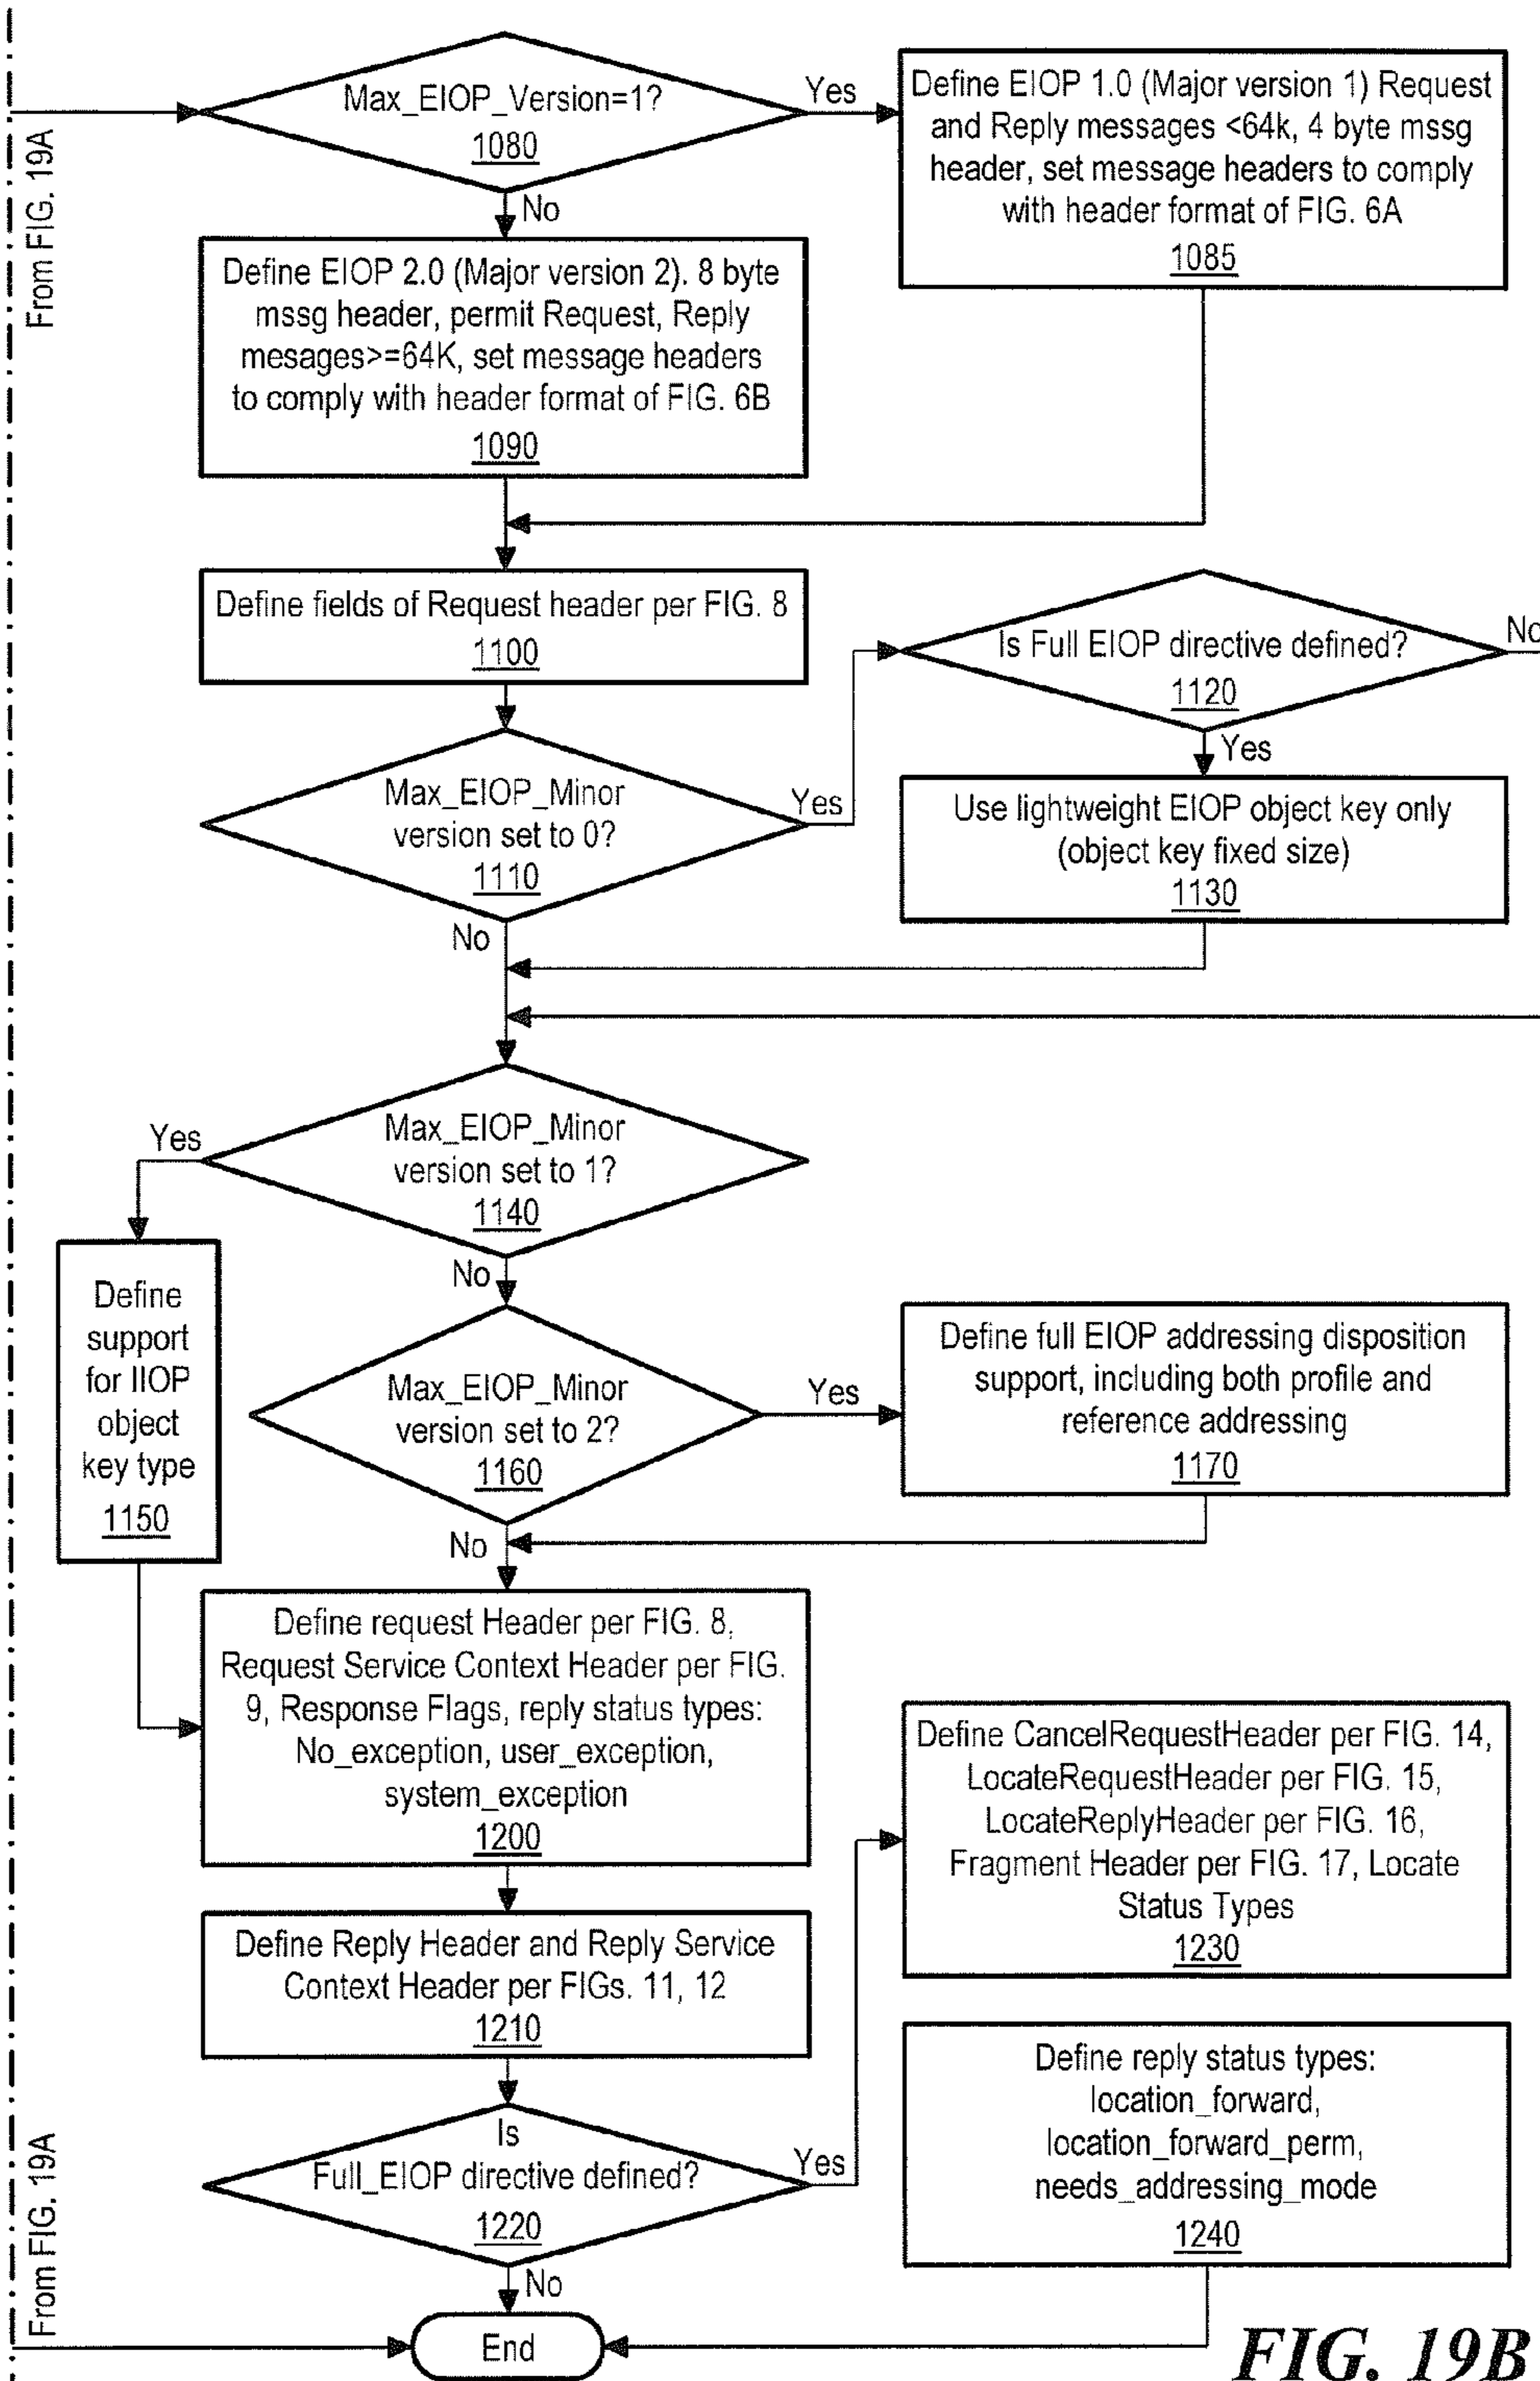 From FIG. 19A
Max_EIOP_Version=1?
1080
Yes
No
Define EIOP 1.0 (Major version 1) Request
and Reply messages <64k, 4 byte mssg
header, set message headers to comply
with header format of FIG. 6A
1085
Define EIOP 2.0 (Major version 2). 8 byte
mssg header, permit Request, Reply
mesages>=64K, set message headers
to comply with header format of FIG. 6B
1090
Define fields of Request header per FIG. 8
1100
Is Full EIOP directive defined?
1120
No
Yes
Max_EIOP_Minor
version set to 0?
1110
Yes
No
Use lightweight EIOP object key only
(object key fixed size)
1130
Max_EIOP_Minor
version set to 1?
1140
Yes
No
Define
support
for IIOP
object
key type
1150
Max_EIOP_Minor
version set to 2?
1160
Yes
No
Define full EIOP addressing disposition
support, including both profile and
reference addressing
1170
Define request Header per FIG. 8,
Request Service Context Header per FIG.
9, Response Flags, reply status types:
No_exception, user_exception,
system_exception
1200
Define Reply Header and Reply Service
Context Header per FIGs. 11, 12
1210
Is
Full_EIOP directive defined?
1220
Yes
No
Define CancelRequestHeader per FIG. 14,
LocateRequestHeader per FIG. 15,
LocateReplyHeader per FIG. 16,
Fragment Header per FIG. 17, Locate
Status Types
1230
Define reply status types:
location_forward,
location_forward_perm,
needs_addressing_mode
1240
From FIG. 19A
End
FIG. 19B